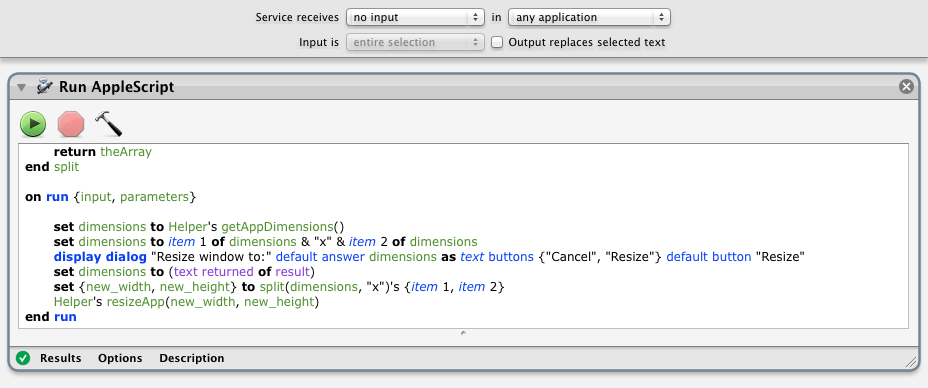 Service receives no input in any application
Input is entire selection Output replaces selected text
Run AppleScript
return theArray
end split
on run {input, parameters}
set dimensions to Helper's getAppDimensions()
set dimensions to item 1 of dimensions & "x" & item 2 of dimensions
display dialog "Resize window to:" default answer dimensions as text buttons {"Cancel", "Resize"} default button "Resize"
set dimensions to (text returned of result)
set {new_width, new_height} to split(dimensions, "x")'s {item 1, item 2}
Helper's resizeApp(new_width, new_height)
end run
Results Options Description